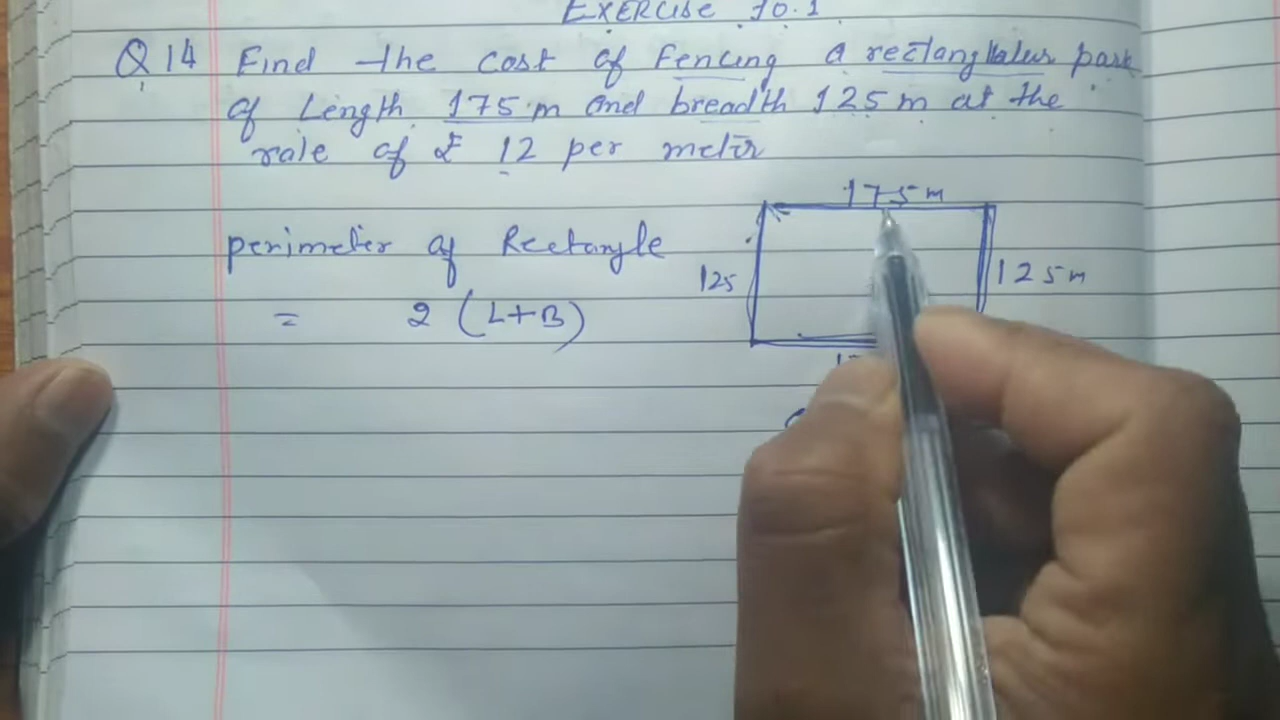 EXERCISE 10.1
Q 14 Find the cost of Fencing a rectangular park
of Length 175 m and breadth 125 m at the
rate of ₹ 12 per meter
175 m
perimeter of Rectangle
125
125 m
= 2 (L+B)